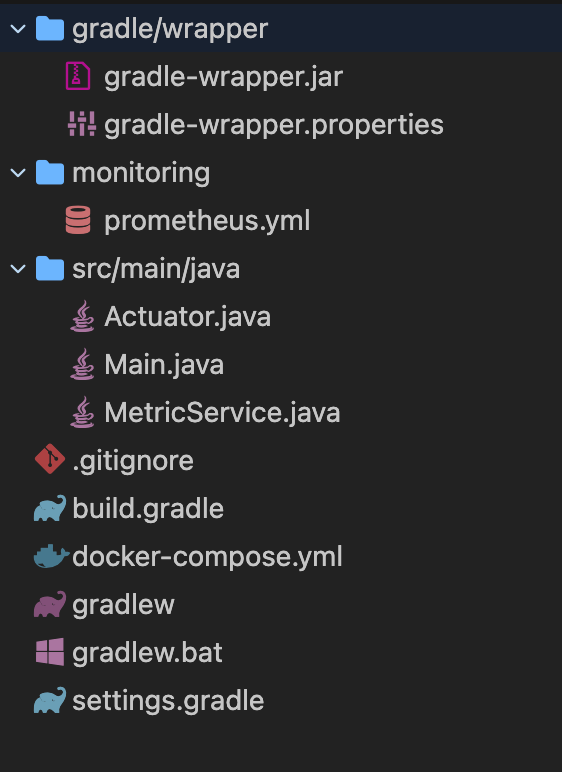 gradle/wrapper
gradle-wrapper.jar
gradle-wrapper.properties
monitoring
prometheus.yml
src/main/java
Actuator.java
Main.java
MetricService.java
.gitignore
build.gradle
docker-compose.yml
gradlew
gradlew.bat
settings.gradle